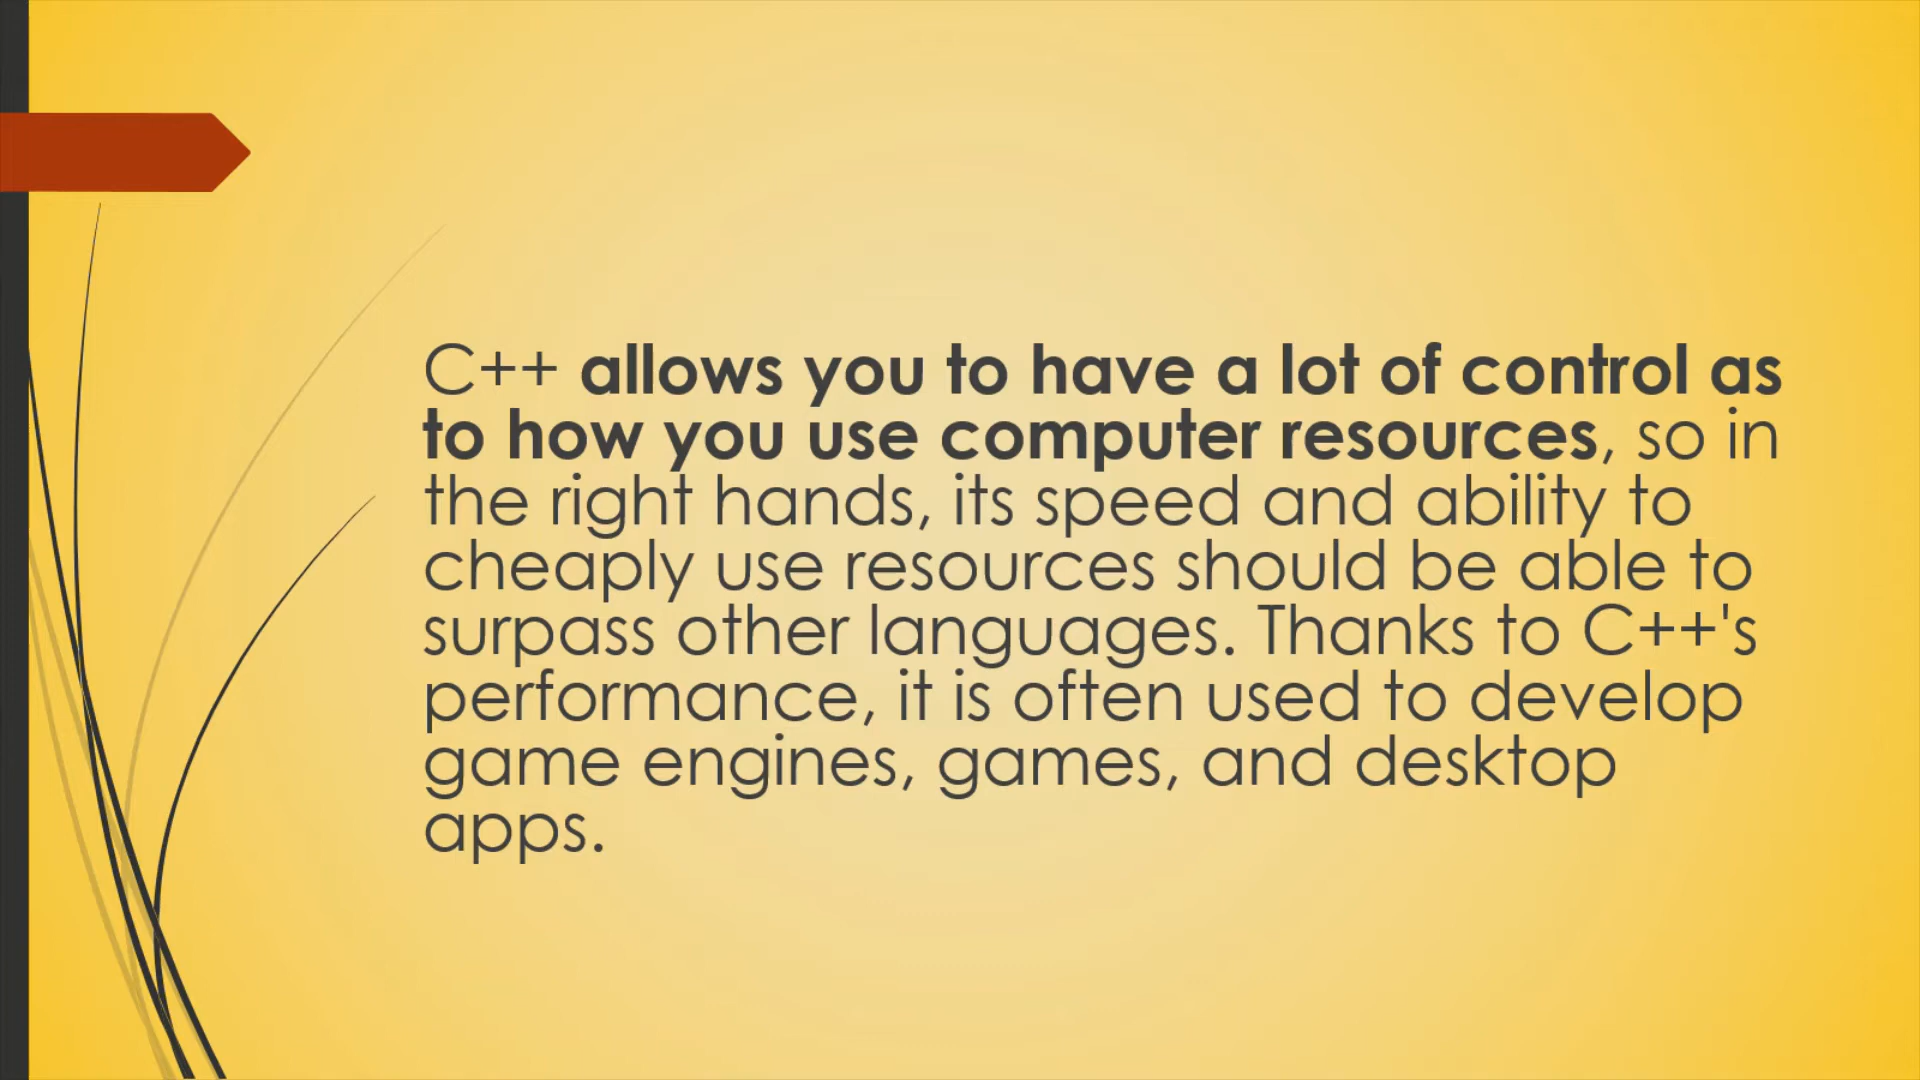 C++ allows you to have a lot of control as
to how you use computer resources, so in
the right hands, its speed and ability to
cheaply use resources should be able to
surpass other languages. Thanks to C++'s
performance, it is often used to develop
game engines, games, and desktop
apps.